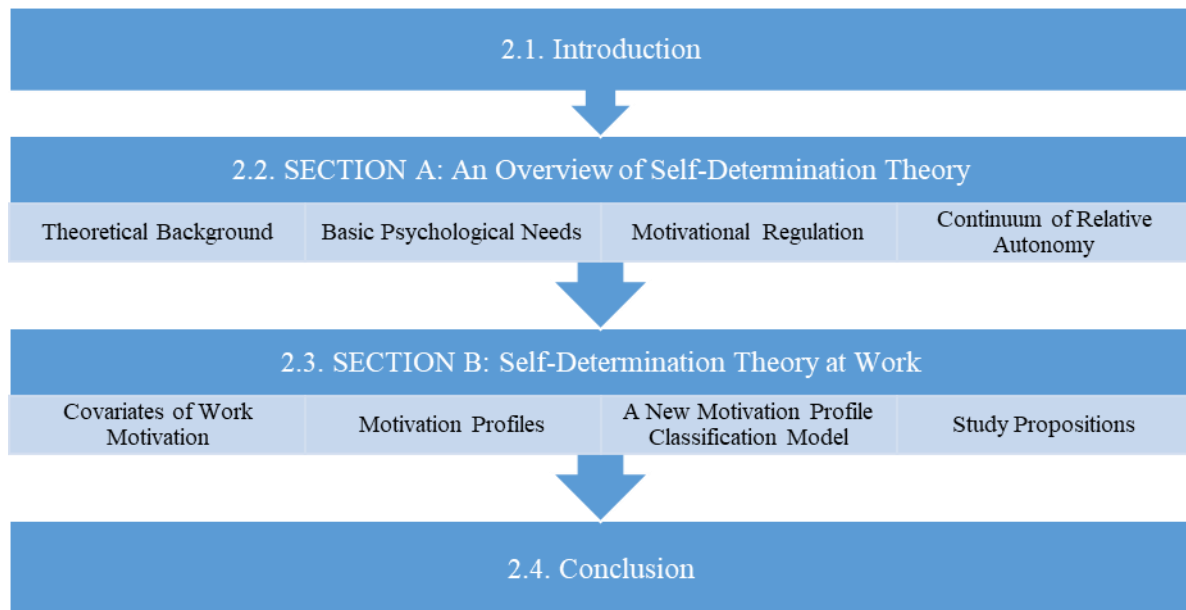 2.1. Introduction
2.2. SECTION A: An Overview of Self-Determination Theory
Theoretical Background
Basic Psychological Needs
Motivational Regulation
Continuum of Relative
Autonomy
2.3. SECTION B: Self-Determination Theory at Work
Covariates of Work
Motivation
Motivation Profiles
A New Motivation Profile
Classification Model
Study Propositions
2.4. Conclusion